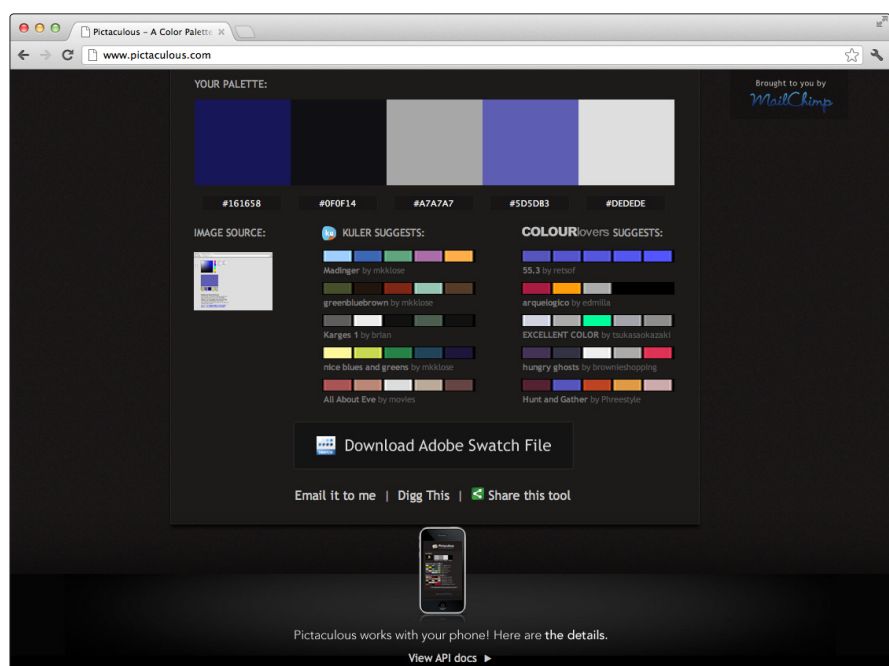 Pictaculous – A Color Palette
www.pictaculous.com
YOUR PALETTE:
Brought to you by
MailChimp
#161658 #0F0F14 #A7A7A7 #5D5DB3 #DEDEDE
IMAGE SOURCE:
ku KULER SUGGESTS:
Madinger by mkklose
greenbluebrown by mkklose
Karges 1 by brian
nice blues and greens by mkklose
All About Eve by movies
COLOURlovers SUGGESTS:
55.3 by retsof
arquelogico by edmilla
EXCELLENT COLOR by tsukasaokazaki
hungry ghosts by brownieshopping
Hunt and Gather by Phreestyle
Download Adobe Swatch File
Email it to me | Digg This | Share this tool
Pictaculous works with your phone! Here are the details.
View API docs